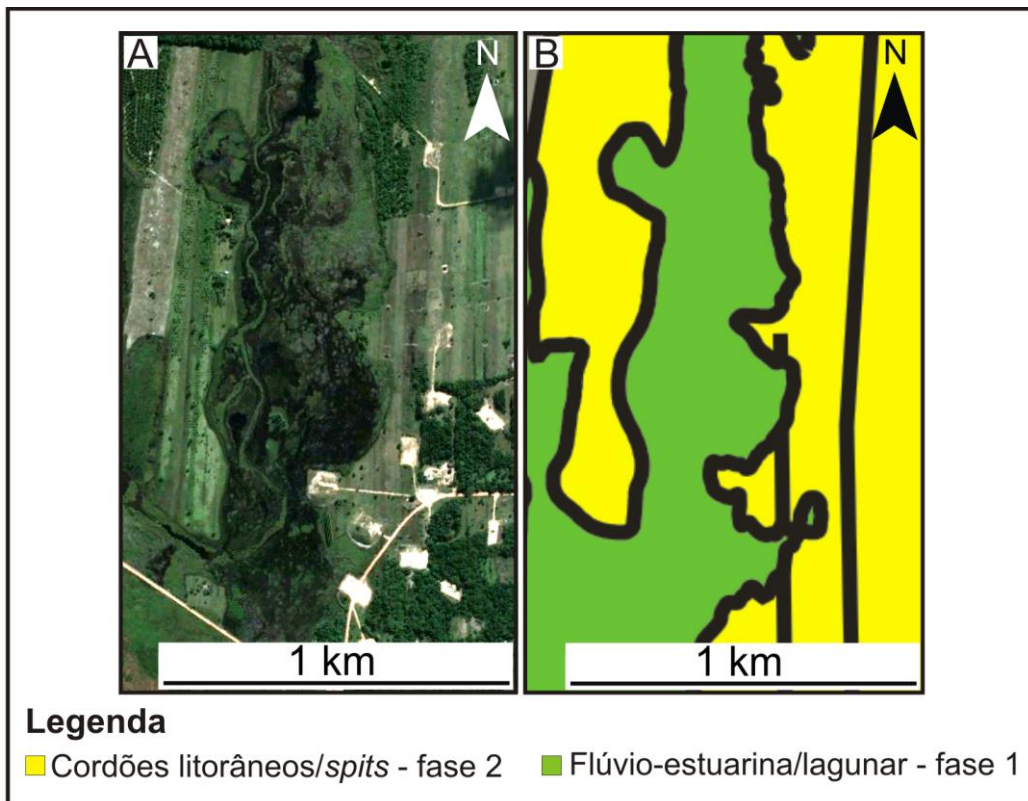 A
N
B
N
1 km
1 km
Legenda
Cordões litorâneos/spits - fase 2
Flúvio-estuarina/lagunar - fase 1